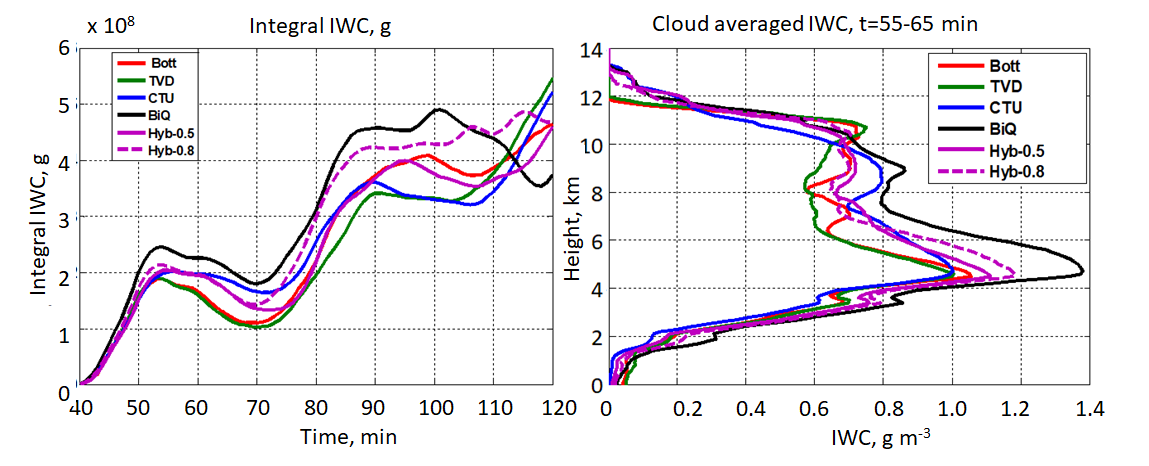 x 10⁸
Integral IWC, g
Cloud averaged IWC, t=55-65 min
Integral IWC, g
6
5
4
3
2
1
0
Bott
TVD
CTU
BiQ
Hyb-0.5
Hyb-0.8
40 50 60 70 80 90 100 110 120
Time, min
Height, km
14
12
10
8
6
4
2
0
Bott
TVD
CTU
BiQ
Hyb-0.5
Hyb-0.8
0 0.2 0.4 0.6 0.8 1.0 1.2 1.4
IWC, g m⁻³